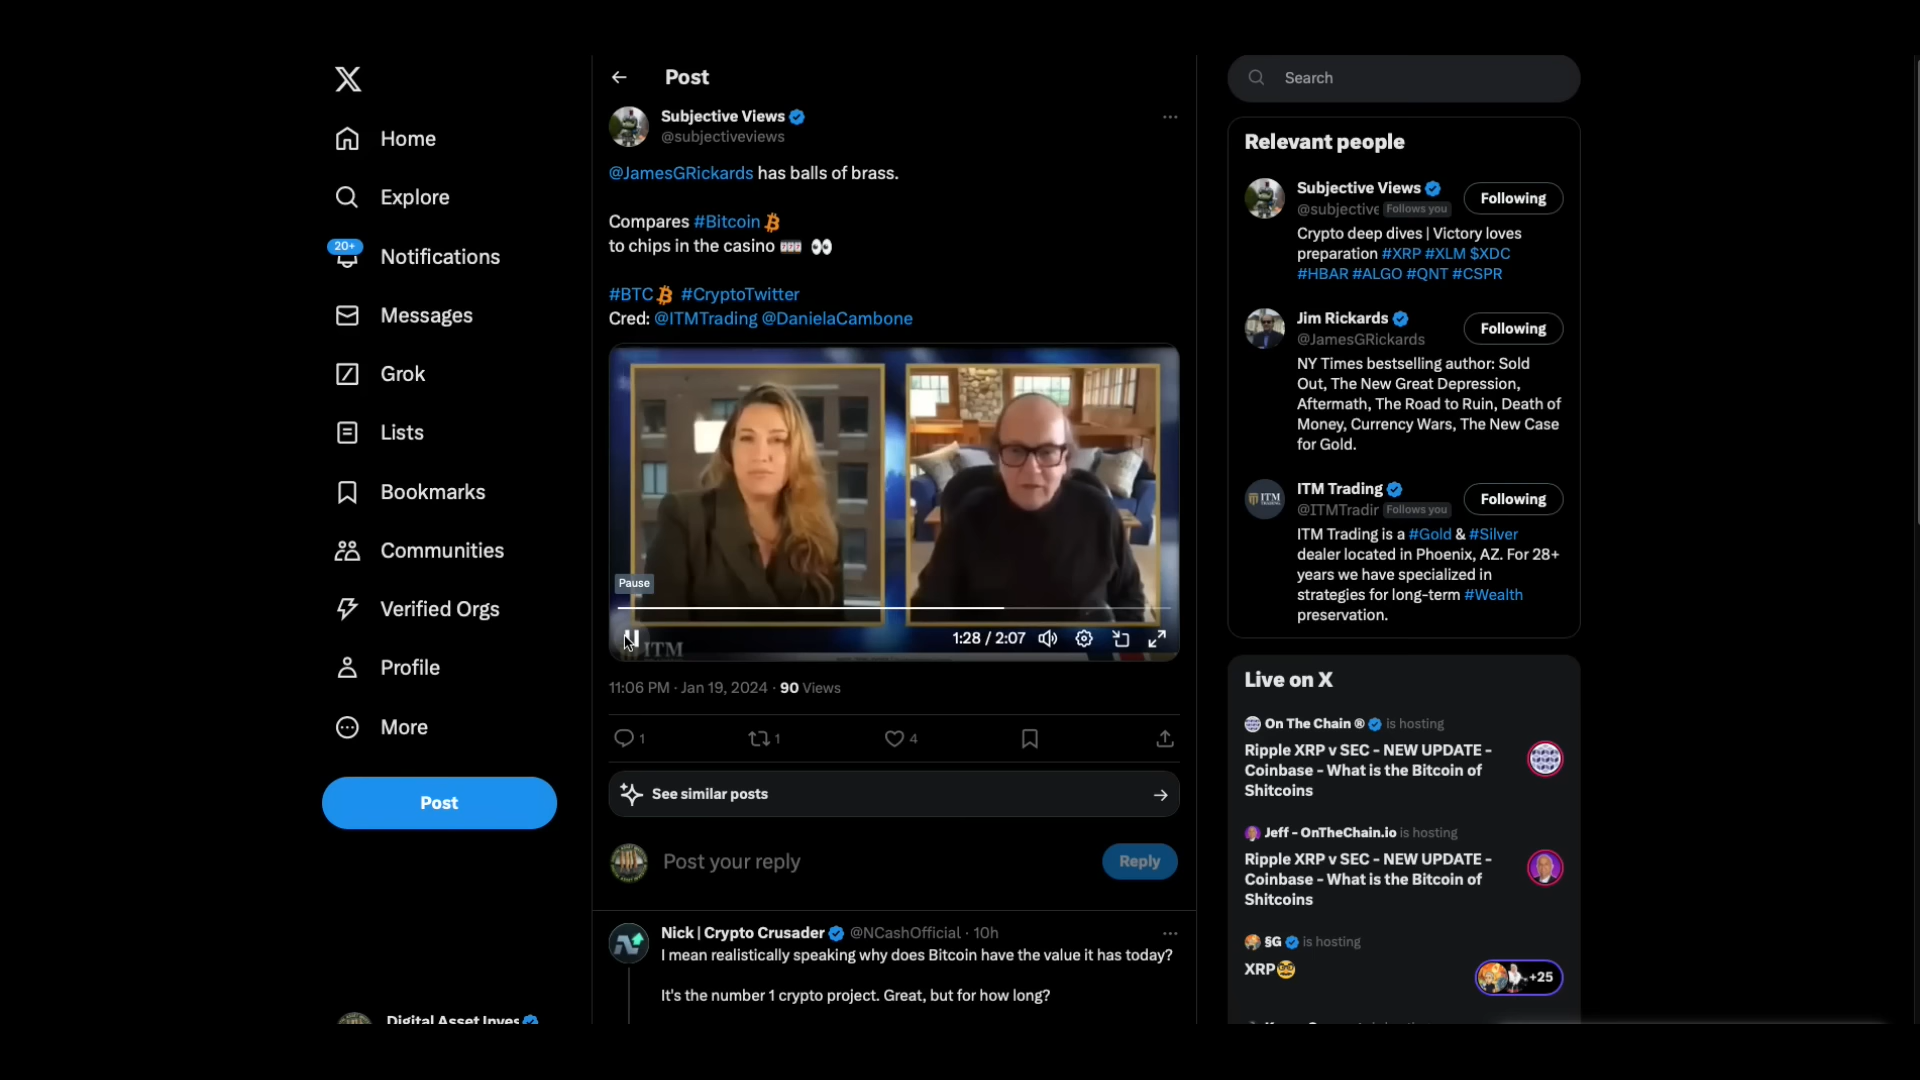 Home
Explore
20+
Notifications
Messages
Grok
Lists
Bookmarks
Communities
Verified Orgs
Profile
More
Post
Digital Asset Inves
Post
Subjective Views
@subjectiveviews
@JamesGRickards has balls of brass.
Compares #Bitcoin
to chips in the casino 🎰 👀
#BTC #CryptoTwitter
Cred: @ITMTrading @DanielaCambone
Pause
1:28 / 2:07
ITM
11:06 PM · Jan 19, 2024 · 90 Views
1
1
4
See similar posts
Post your reply
Reply
Nick | Crypto Crusader @NCashOfficial · 10h
I mean realistically speaking why does Bitcoin have the value it has today?
It's the number 1 crypto project. Great, but for how long?
Search
Relevant people
Subjective Views
@subjective Follows you
Following
Crypto deep dives | Victory loves
preparation #XRP #XLM $XDC
#HBAR #ALGO #QNT #CSPR
Jim Rickards
@JamesGRickards
Following
NY Times bestselling author: Sold
Out, The New Great Depression,
Aftermath, The Road to Ruin, Death of
Money, Currency Wars, The New Case
for Gold.
ITM
ITM Trading
@ITMTradir Follows you
Following
ITM Trading is a #Gold & #Silver
dealer located in Phoenix, AZ. For 28+
years we have specialized in
strategies for long-term #Wealth
preservation.
Live on X
On The Chain ® is hosting
Ripple XRP v SEC - NEW UPDATE -
Coinbase - What is the Bitcoin of
Shitcoins
Jeff - OnTheChain.io is hosting
Ripple XRP v SEC - NEW UPDATE -
Coinbase - What is the Bitcoin of
Shitcoins
§G is hosting
XRP🤓
+25